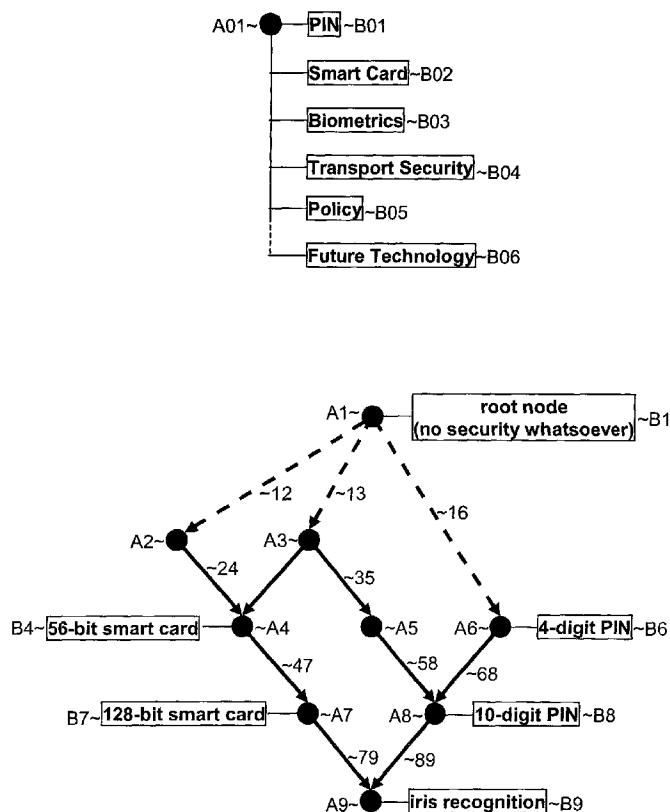 A01~ PIN ~B01
Smart Card ~B02
Biometrics ~B03
Transport Security ~B04
Policy ~B05
Future Technology ~B06
A1~ root node
(no security whatsoever) ~B1
~12 ~13 ~16
A2~ A3~
~24 ~35
B4~ 56-bit smart card ~A4 ~A5 A6~ 4-digit PIN ~B6
~47 ~58 ~68
B7~ 128-bit smart card ~A7 A8~ 10-digit PIN ~B8
~79 ~89
A9~ iris recognition ~B9